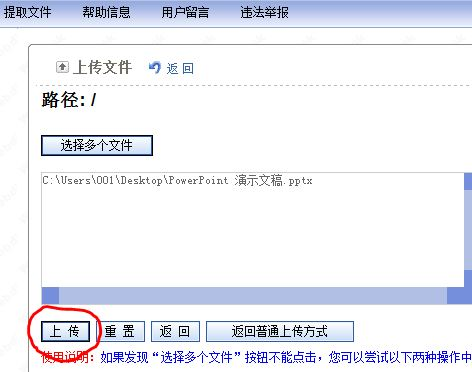 提取文件 帮助信息 用户留言 违法举报
上传文件 返 回
路径: /
选择多个文件
C:\Users\001\Desktop\PowerPoint 演示文稿.pptx
上 传 重 置 返 回 返回普通上传方式
使用说明: 如果发现“选择多个文件”按钮不能点击，您可以尝试以下两种操作中